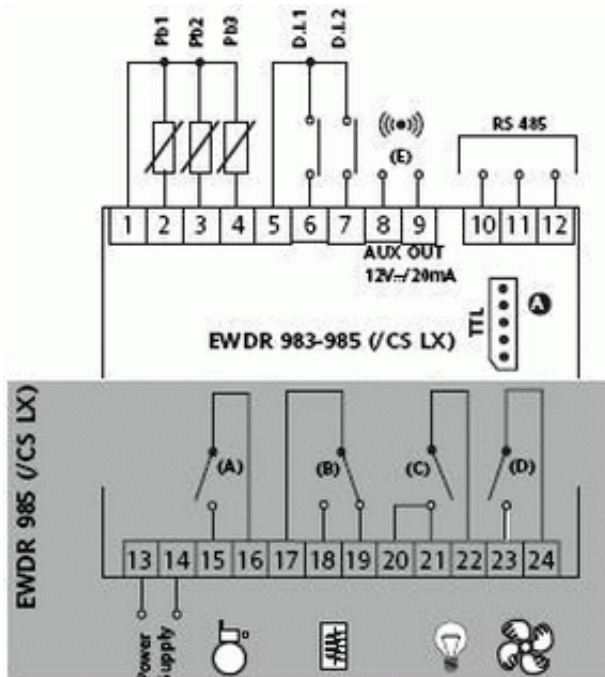 Pb1 Pb2 Pb3 D.I.1 D.I.2
(E)
RS 485
1 2 3 4 5 6 7 8 9 10 11 12
AUX OUT
12V⎓/20mA
TTL
A
EWDR 983-985 (/CS LX)
EWDR 985 (/CS LX)
(A) (B) (C) (D)
13 14 15 16 17 18 19 20 21 22 23 24
Power
Supply